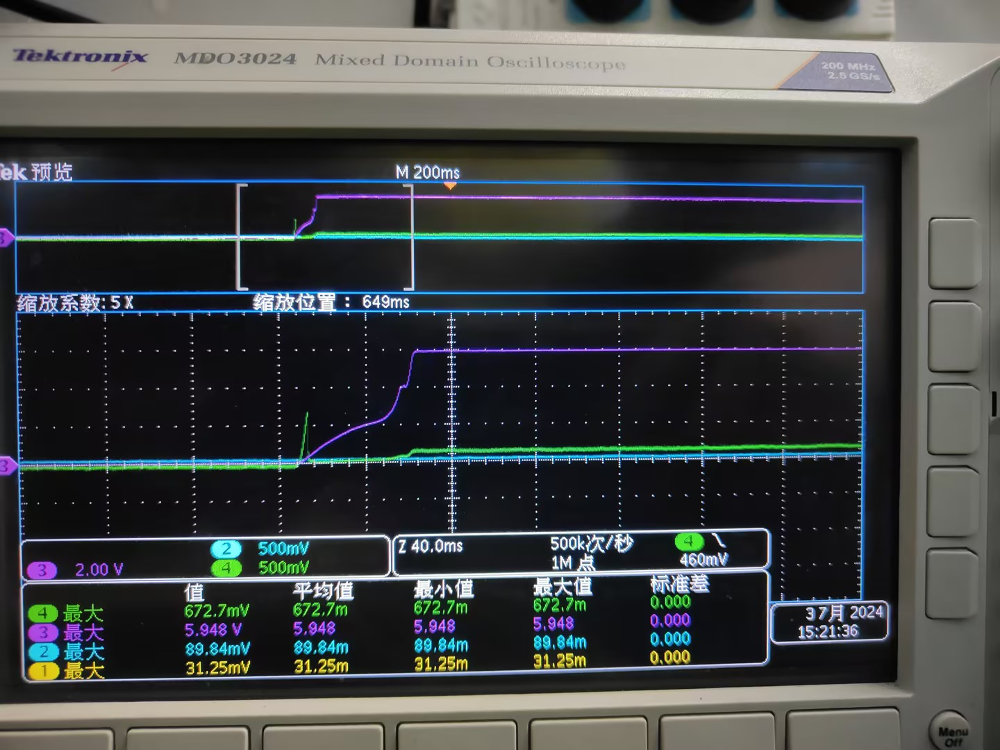 Tektronix MDO3024 Mixed Domain Oscilloscope
200 MHz
2.5 GS/s
Tek 预览
M 200ms
3
缩放系数:5 X
缩放位置: 649ms
3
2 500mV
3 2.00 V
4 500mV
Z 40.0ms
500k次/秒
1M 点
4
460mV
值 平均值 最小值 最大值 标准差
4 最大 672.7mV 672.7m 672.7m 672.7m 0.000
3 最大 5.948 V 5.948 5.948 5.948 0.000
2 最大 89.84mV 89.84m 89.84m 89.84m 0.000
1 最大 31.25mV 31.25m 31.25m 31.25m 0.000
3 7月 2024
15:21:36
Menu
Off